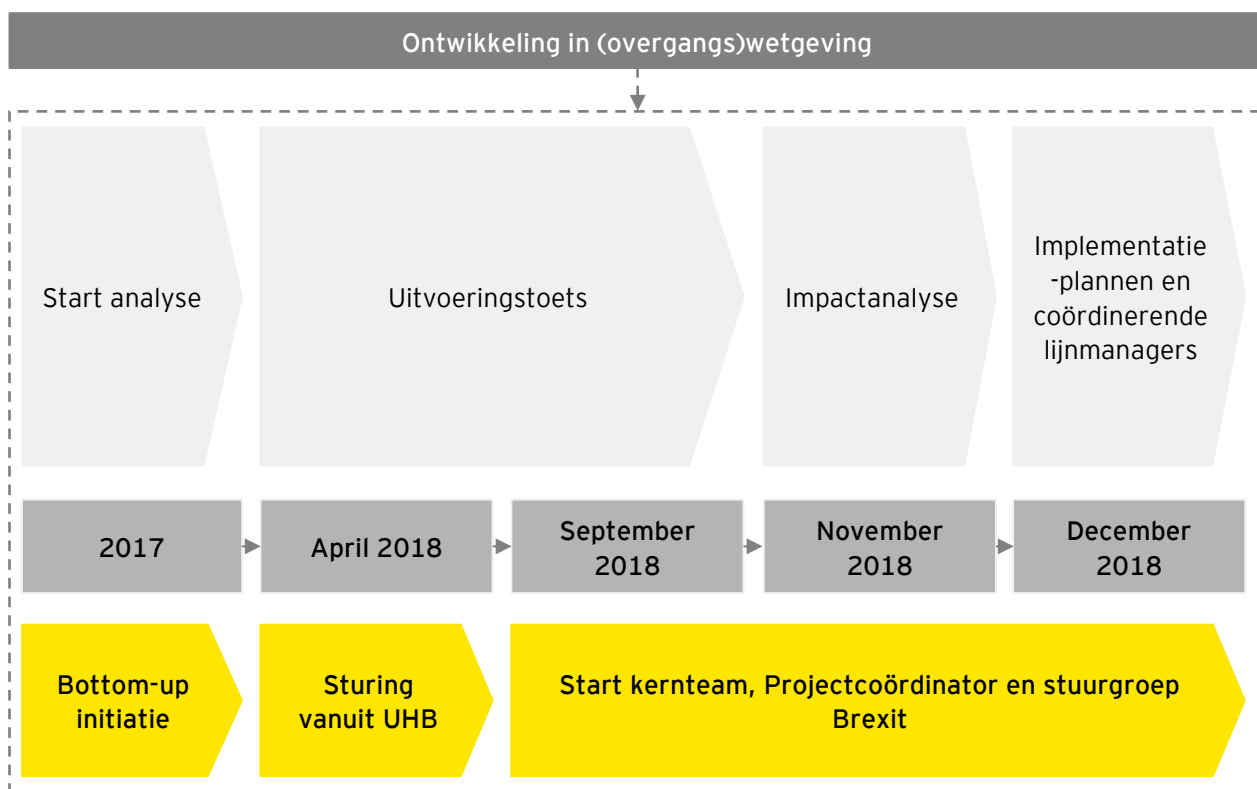 Ontwikkeling in (overgangs)wetgeving
Start analyse
Uitvoeringstoets
Impactanalyse
Implementatie
-plannen en
coördinerende
lijnmanagers
2017
April 2018
September
2018
November
2018
December
2018
Bottom-up
initiatie
Sturing
vanuit UHB
Start kernteam, Projectcoördinator en stuurgroep
Brexit